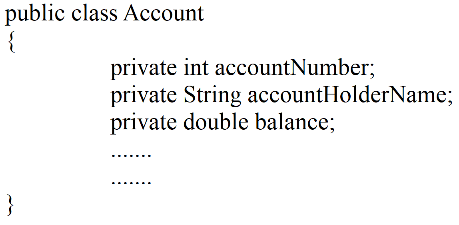 public class Account
{
private int accountNumber;
private String accountHolderName;
private double balance;
.......
.......
}